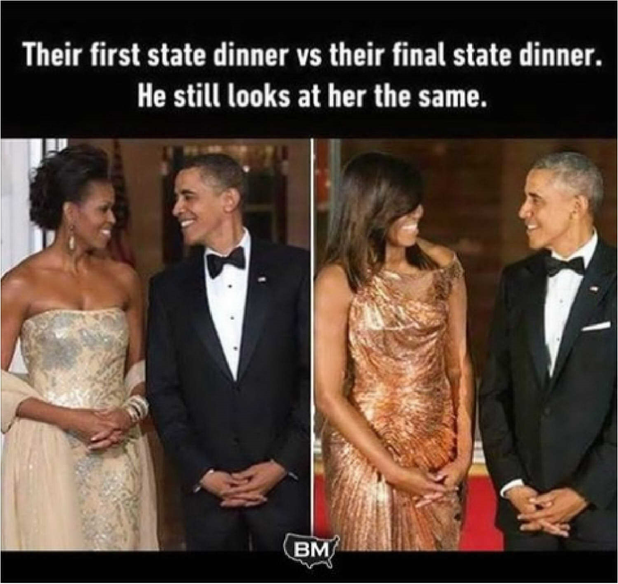 Their first state dinner vs their final state dinner.
He still looks at her the same.
BM